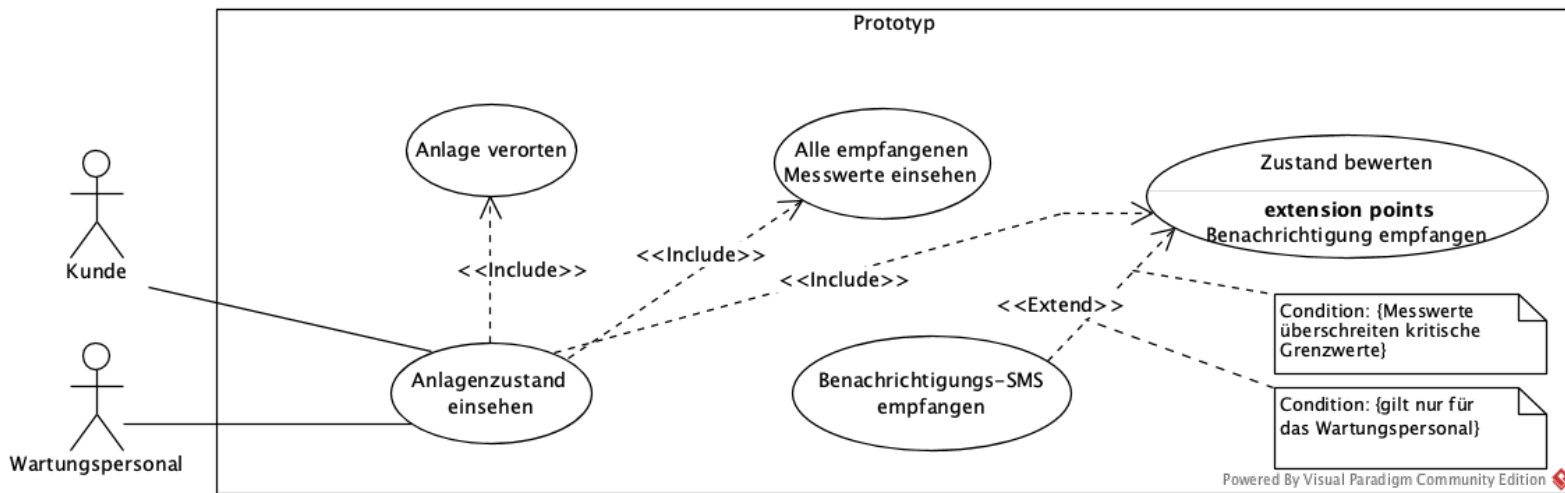 Prototyp
Anlage verorten
Alle empfangenen
Messwerte einsehen
Zustand bewerten
extension points
Benachrichtigung empfangen
Kunde
<<Include>>
<<Include>>
<<Include>>
<<Extend>>
Condition: {Messwerte
überschreiten kritische
Grenzwerte}
Anlagenzustand
einsehen
Benachrichtigungs-SMS
empfangen
Condition: {gilt nur für
das Wartungspersonal}
Wartungspersonal
Powered By Visual Paradigm Community Edition